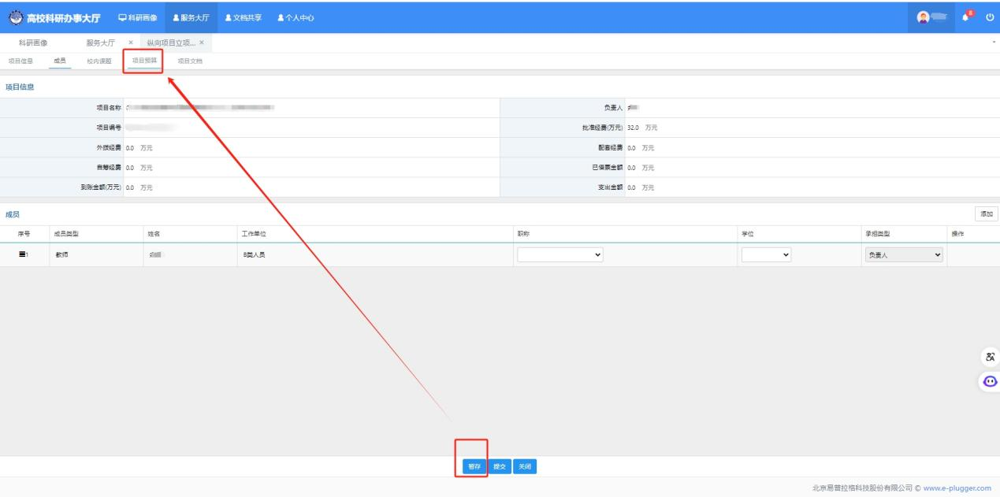 高校科研办事大厅 科研画像 服务大厅 文档共享 个人中心 8
科研画像 服务大厅 × 纵向项目立项... ×
项目信息 成员 校内课题 项目预算 项目文档
项目信息
项目名称 负责人
项目编号 批准经费(万元) 32.0 万元
外拨经费 0.0 万元 配套经费 0.0 万元
自筹经费 0.0 万元 已借票金额 0.0 万元
到账金额(万元) 0.0 万元 支出金额 0.0 万元
成员 添加
序号 成员类型 姓名 工作单位 职称 学位 承担类型 操作
1 教师 B类人员 负责人
暂存 提交 关闭
北京易普拉格科技股份有限公司 © www.e-plugger.com